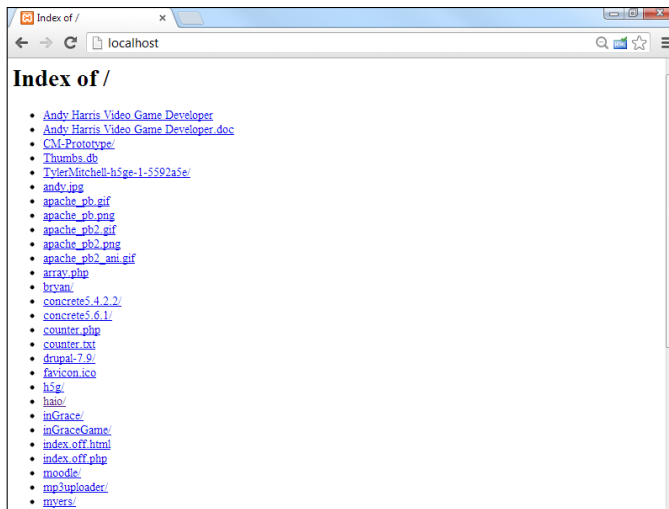 Index of /
localhost
Index of /
Andy Harris Video Game Developer
Andy Harris Video Game Developer.doc
CM-Prototype/
Thumbs.db
TylerMitchell-h5ge-1-5592a5e/
andy.jpg
apache_pb.gif
apache_pb.png
apache_pb2.gif
apache_pb2.png
apache_pb2_ani.gif
array.php
bryan/
concrete5.4.2.2/
concrete5.6.1/
counter.php
counter.txt
drupal-7.9/
favicon.ico
h5g/
haio/
inGrace/
inGraceGame/
index.off.html
index.off.php
moodle/
mp3uploader/
myers/